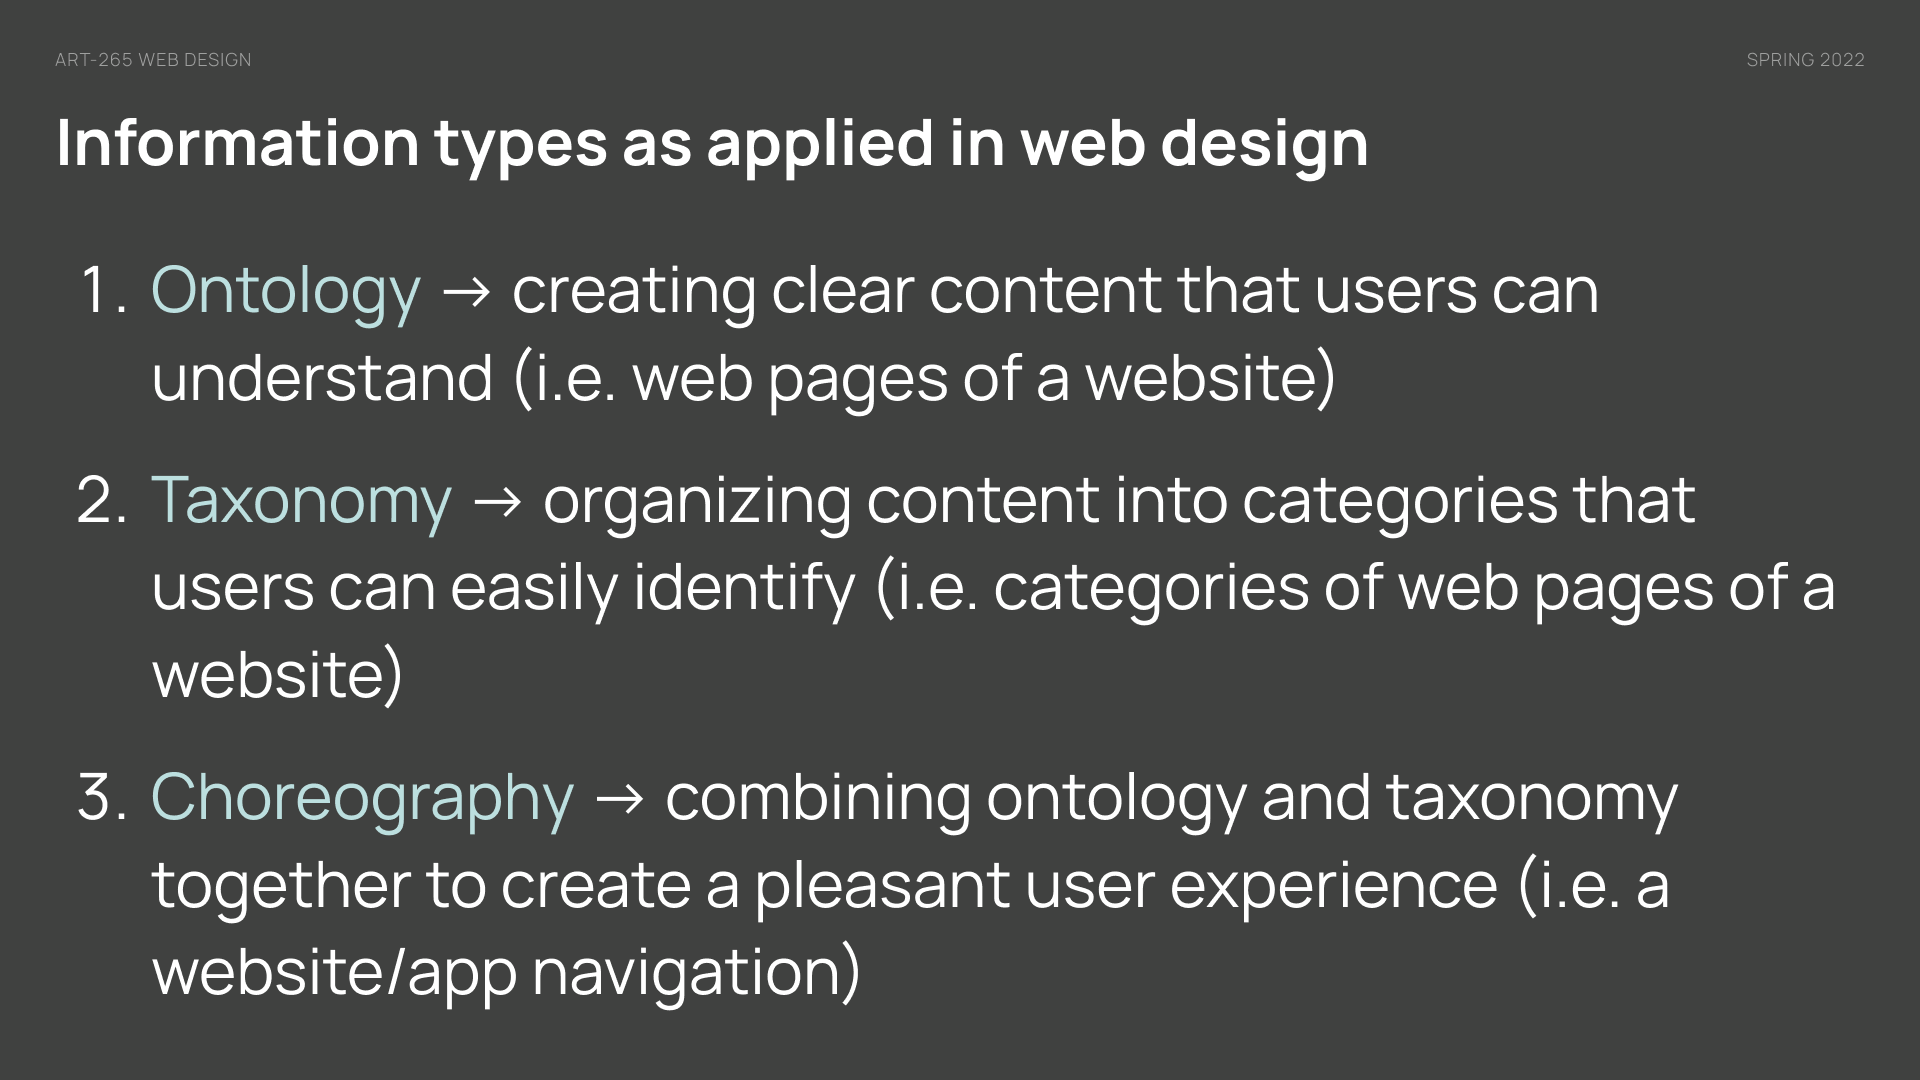 ART-265 WEB DESIGN
SPRING 2022
Information types as applied in web design
1. Ontology → creating clear content that users can
understand (i.e. web pages of a website)
2. Taxonomy → organizing content into categories that
users can easily identify (i.e. categories of web pages of a
website)
3. Choreography → combining ontology and taxonomy
together to create a pleasant user experience (i.e. a
website/app navigation)